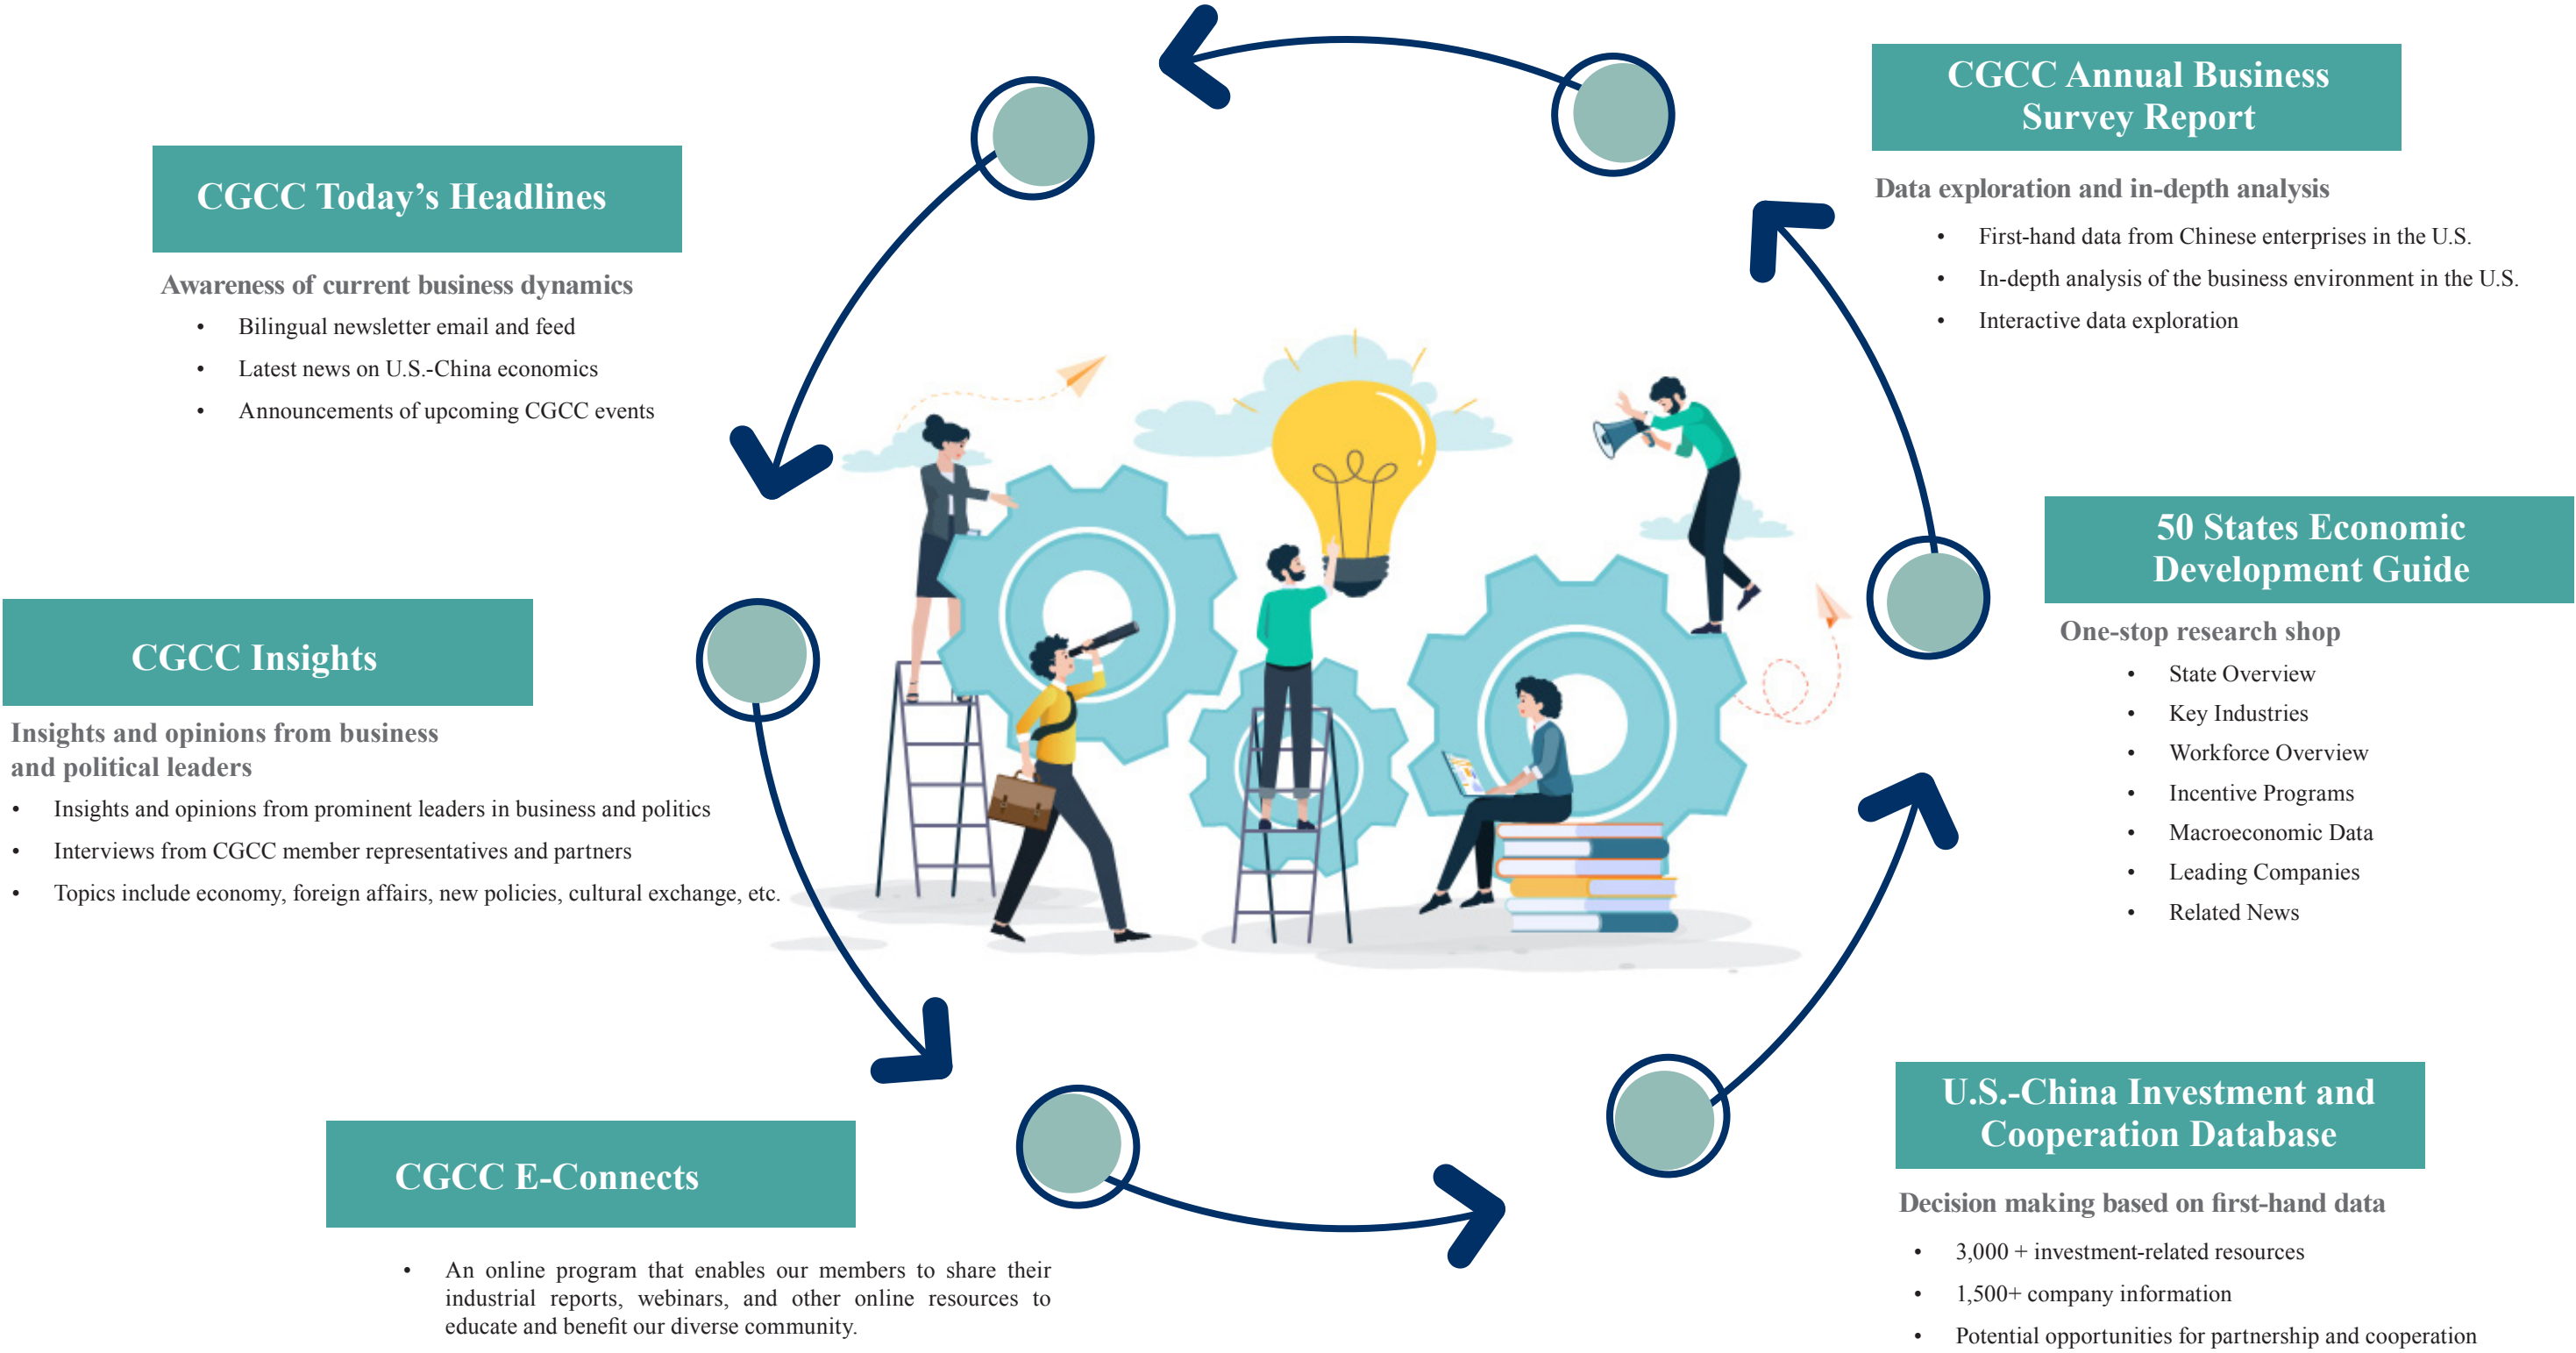 CGCC Today's Headlines
Awareness of current business dynamics
• Bilingual newsletter email and feed
• Latest news on U.S.-China economics
• Announcements of upcoming CGCC events
CGCC Insights
Insights and opinions from business
and political leaders
• Insights and opinions from prominent leaders in business and politics
• Interviews from CGCC member representatives and partners
• Topics include economy, foreign affairs, new policies, cultural exchange, etc.
CGCC E-Connects
• An online program that enables our members to share their
industrial reports, webinars, and other online resources to
educate and benefit our diverse community.
CGCC Annual Business
Survey Report
Data exploration and in-depth analysis
• First-hand data from Chinese enterprises in the U.S.
• In-depth analysis of the business environment in the U.S.
• Interactive data exploration
50 States Economic
Development Guide
One-stop research shop
• State Overview
• Key Industries
• Workforce Overview
• Incentive Programs
• Macroeconomic Data
• Leading Companies
• Related News
U.S.-China Investment and
Cooperation Database
Decision making based on first-hand data
• 3,000 + investment-related resources
• 1,500+ company information
• Potential opportunities for partnership and cooperation